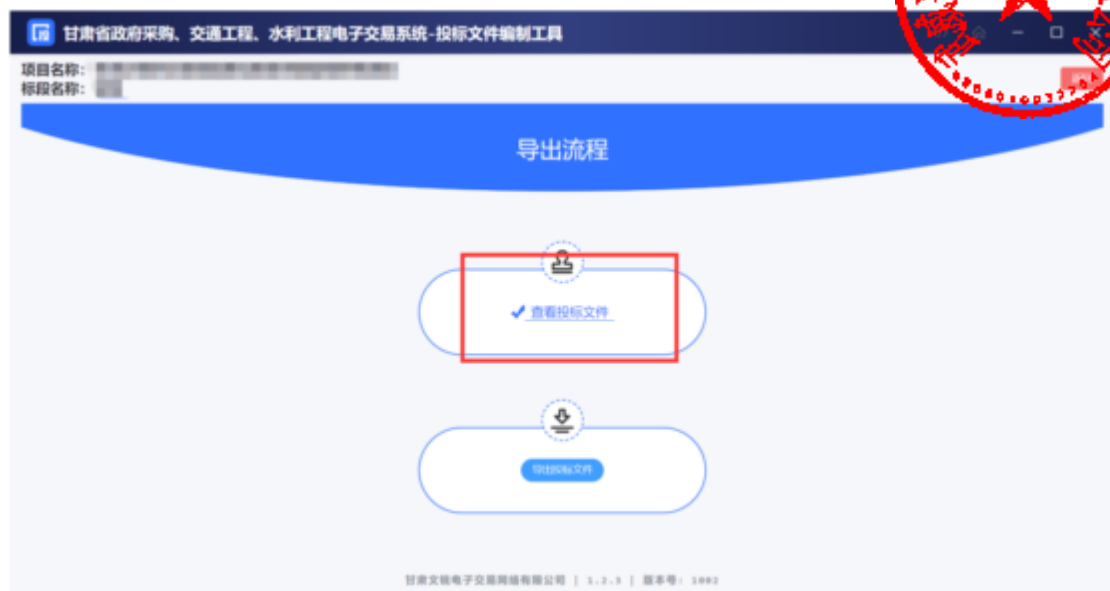 甘肃省政府采购、交通工程、水利工程电子交易系统-投标文件编制工具
项目名称：
标段名称：
导出流程
查看投标文件
导出投标文件
甘肃文锐电子交易网络有限公司 | 1.2.3 | 版本号: 1002